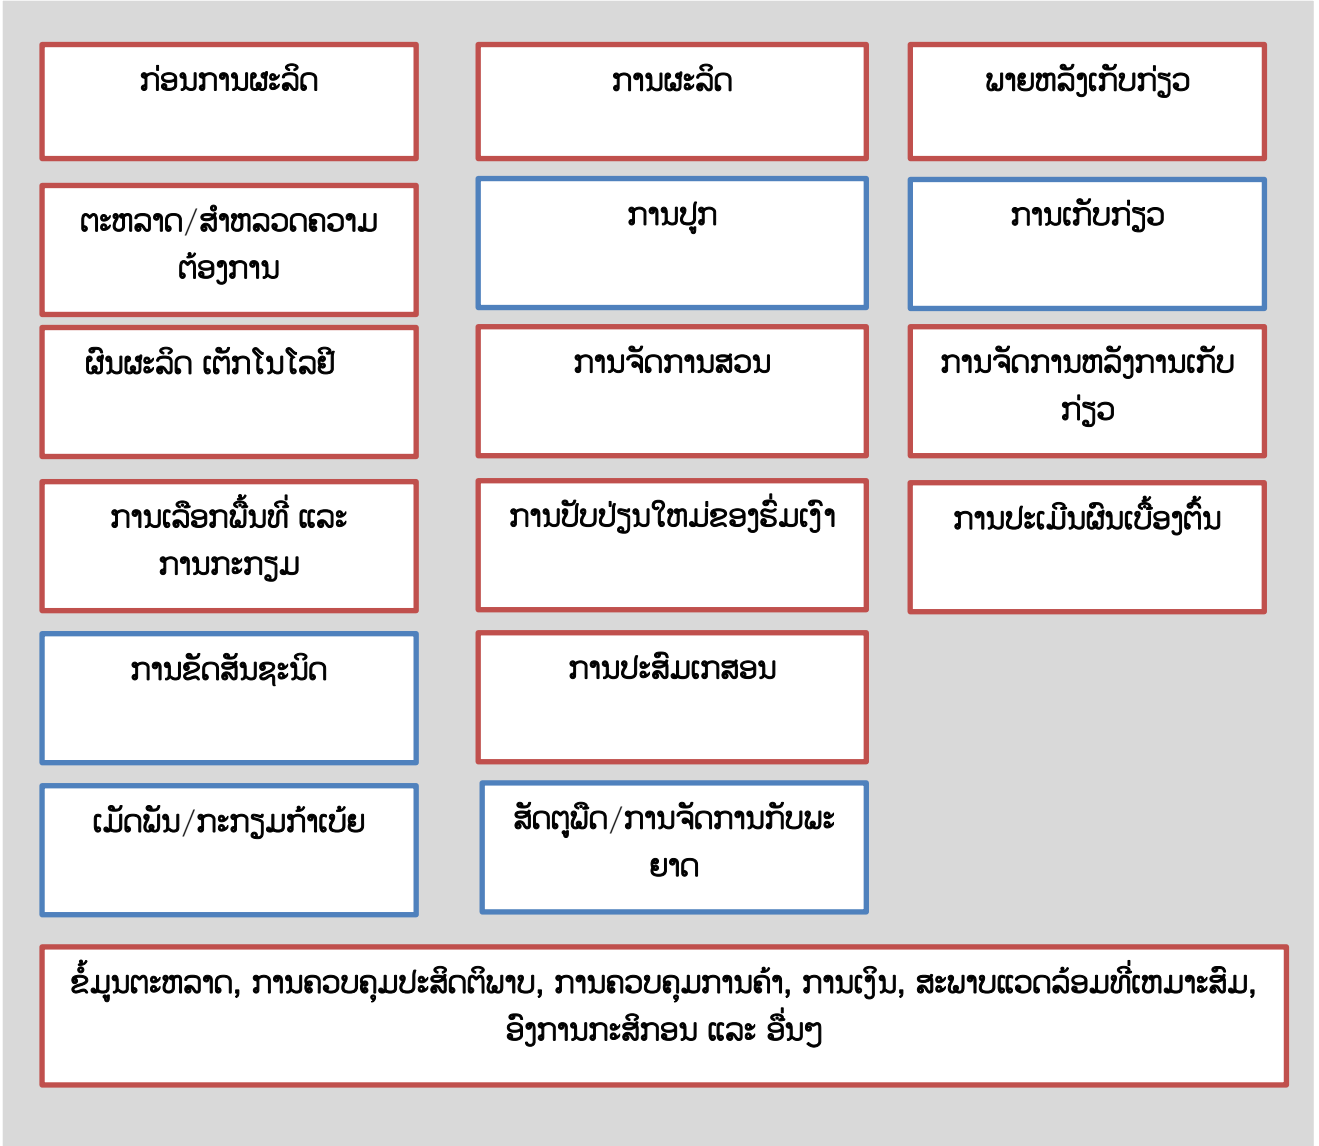 ກ່ອນການຜະລິດ
ການຜະລິດ
ພາຍຫລັງເກັບກ່ຽວ
ຕະຫລາດ/ສຳຫລວດຄວາມ
ຕ້ອງການ
ການປູກ
ການເກັບກ່ຽວ
ຜົນຜະລິດ ເຕັກໂນໂລຢີ
ການຈັດການສວນ
ການຈັດການຫລັງການເກັບ
ກ່ຽວ
ການເລືອກພື້ນທີ່ ແລະ
ການກະກຽມ
ການປັບປ່ຽນໃຫມ່ຂອງຮົ່ມເງົາ
ການປະເມີນຜົນເບື້ອງຕົ້ນ
ການຂັດສັນຊະນິດ
ການປະສົມເກສອນ
ເມັດພັນ/ກະກຽມກ້າເບ້ຍ
ສັດຕູພືດ/ການຈັດການກັບພະ
ຍາດ
ຂໍ້ມູນຕະຫລາດ, ການຄວບຄຸມປະສິດຕິພາບ, ການຄວບຄຸມການຄ້າ, ການເງິນ, ສະພາບແວດລ້ອມທີ່ເຫມາະສົມ,
ອົງການກະສິກອນ ແລະ ອື່ນໆ